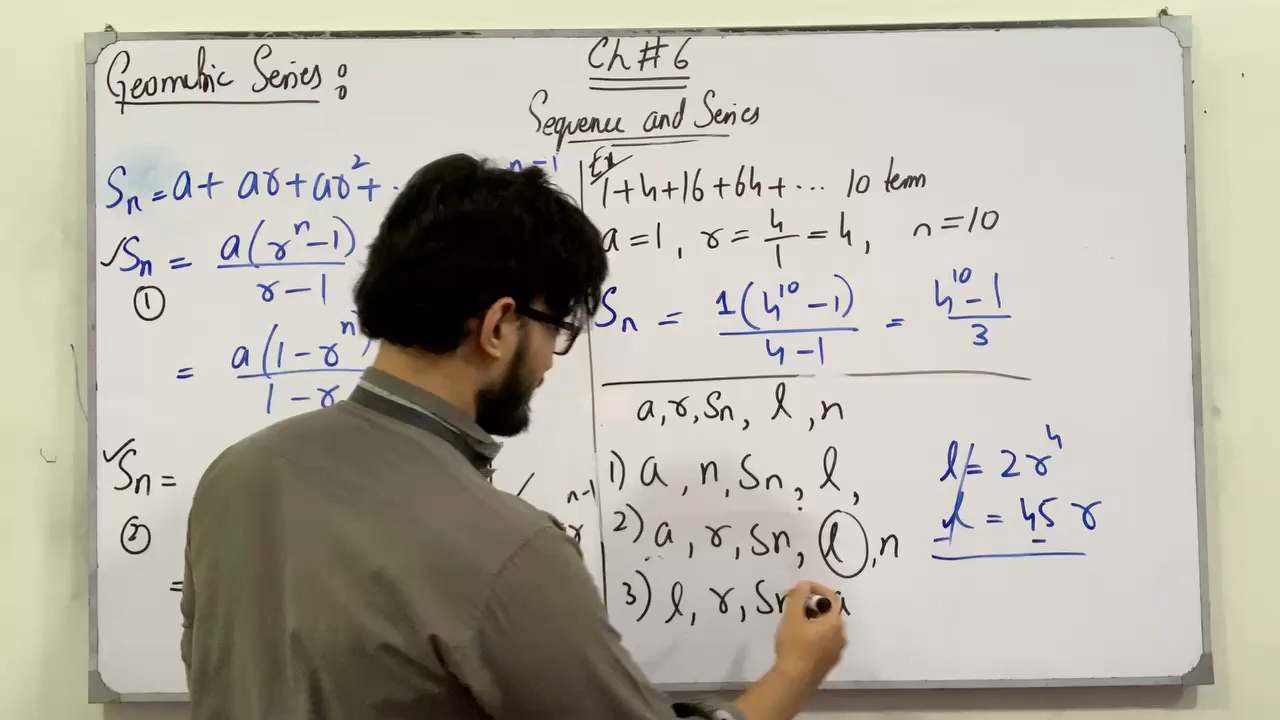 Ch # 6
Sequence and Series
Geometric Series:
Sₙ = a + ar + ar² + ·
n-1
✓Sₙ = a(rⁿ-1) / r-1
①
= a(1-rⁿ / 1-r
✓Sₙ =
②
=
✓
n-1
r
Ex
1+4+16+64+... 10 term
a=1, r = 4/1 = 4, n=10
Sₙ = 1(4¹⁰-1) / 4-1 = 4¹⁰-1 / 3
a, r, Sₙ, l, n
1) a, n, Sₙ, l,
2) a, r, Sₙ, l, n
3) l, r, Sn a
l = 2r⁴
l = 45 r